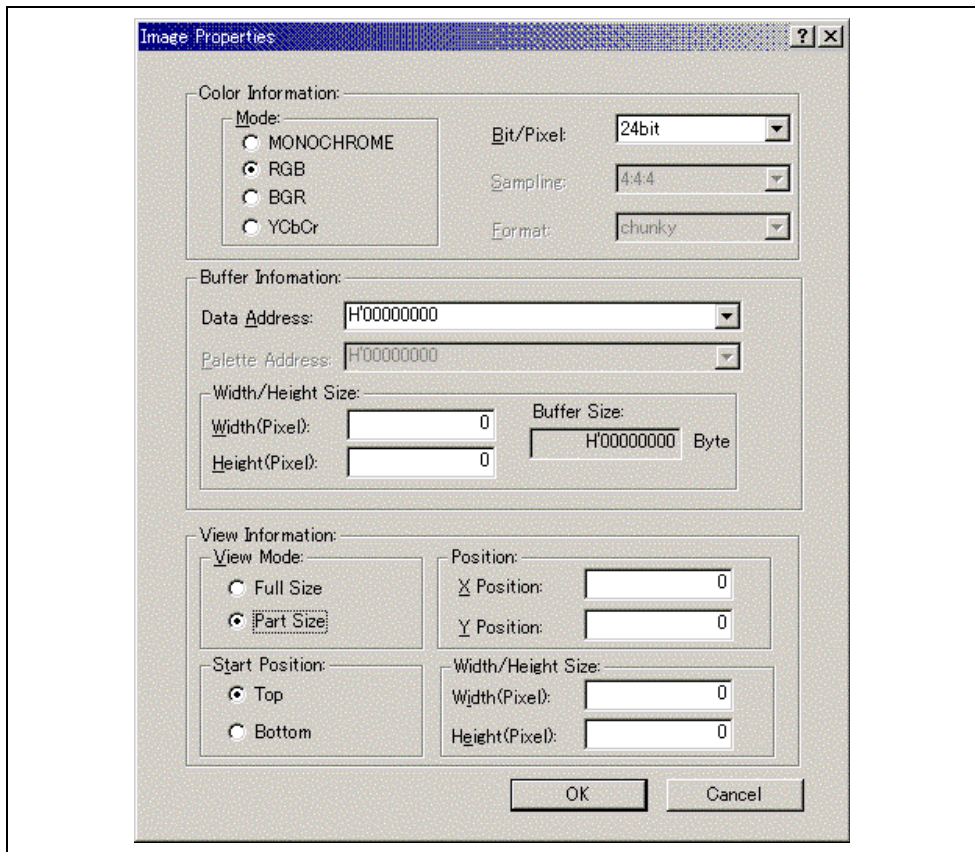 Image Properties
Color Information:
Mode:
MONOCHROME
RGB
BGR
YCbCr
Bit/Pixel: 24bit
Sampling: 4:4:4
Format: chunky
Buffer Infomation:
Data Address: H'00000000
Palette Address: H'00000000
Width/Height Size:
Width(Pixel): 0
Height(Pixel): 0
Buffer Size:
H'00000000 Byte
View Information:
View Mode:
Full Size
Part Size
Position:
X Position: 0
Y Position: 0
Start Position:
Top
Bottom
Width/Height Size:
Width(Pixel): 0
Height(Pixel): 0
OK Cancel